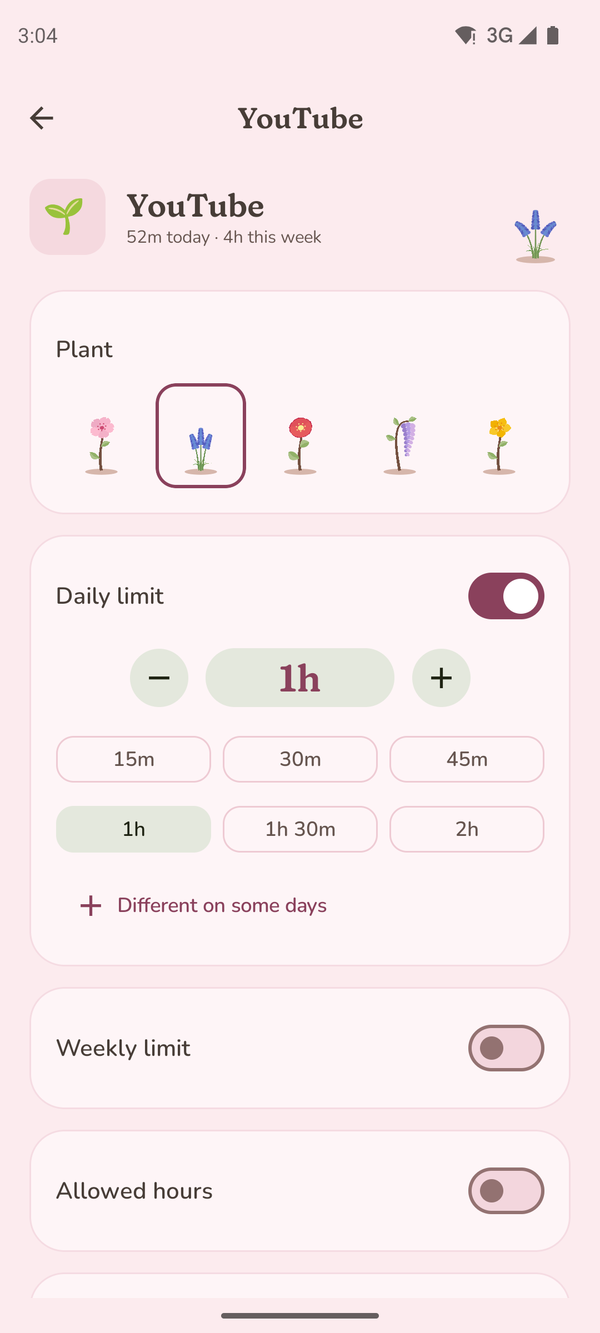 3:04
3G
YouTube
YouTube
52m today · 4h this week
Plant
Daily limit
1h
15m 30m 45m
1h 1h 30m 2h
Different on some days
Weekly limit
Allowed hours